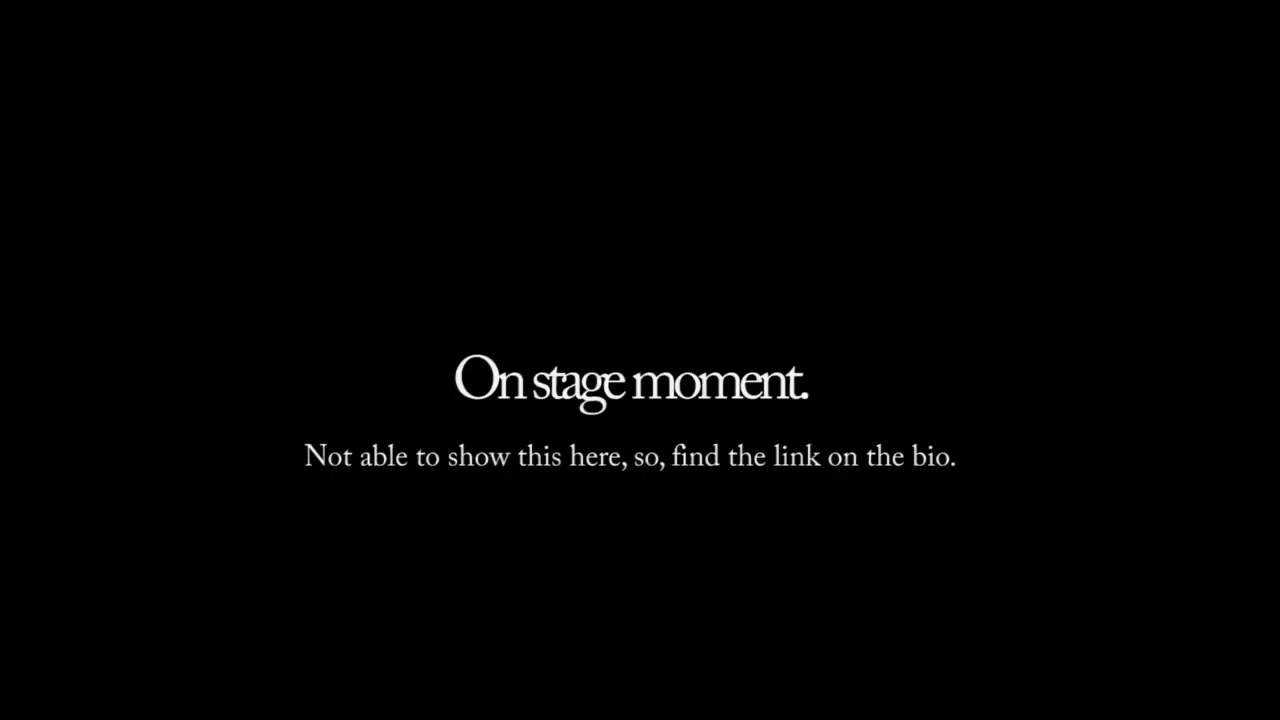 On stage moment.
Not able to show this here, so, find the link on the bio.